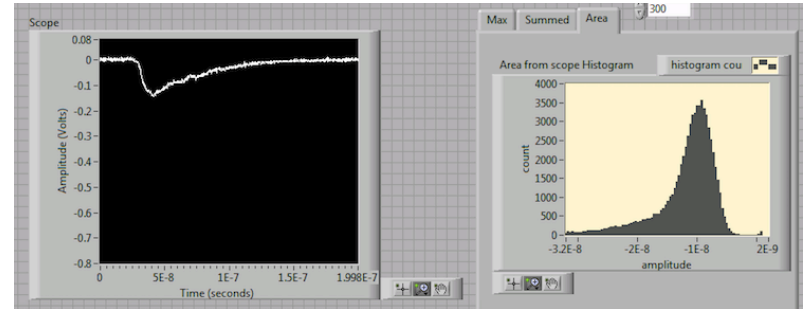 Scope
0.08
0
-0.1
-0.2
-0.3
-0.4
-0.5
-0.6
-0.7
-0.8
Amplitude (Volts)
0 5E-8 1E-7 1.5E-7 1.998E-7
Time (seconds)
300
Max Summed Area
Area from scope Histogram histogram cou
4000
3500
3000
2500
2000
1500
1000
500
0
count
-3.2E-8 -2E-8 -1E-8 2E-9
amplitude